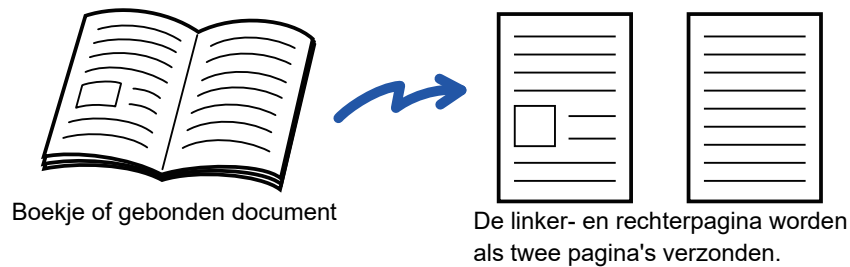 Boekje of gebonden document
De linker- en rechterpagina worden
als twee pagina's verzonden.